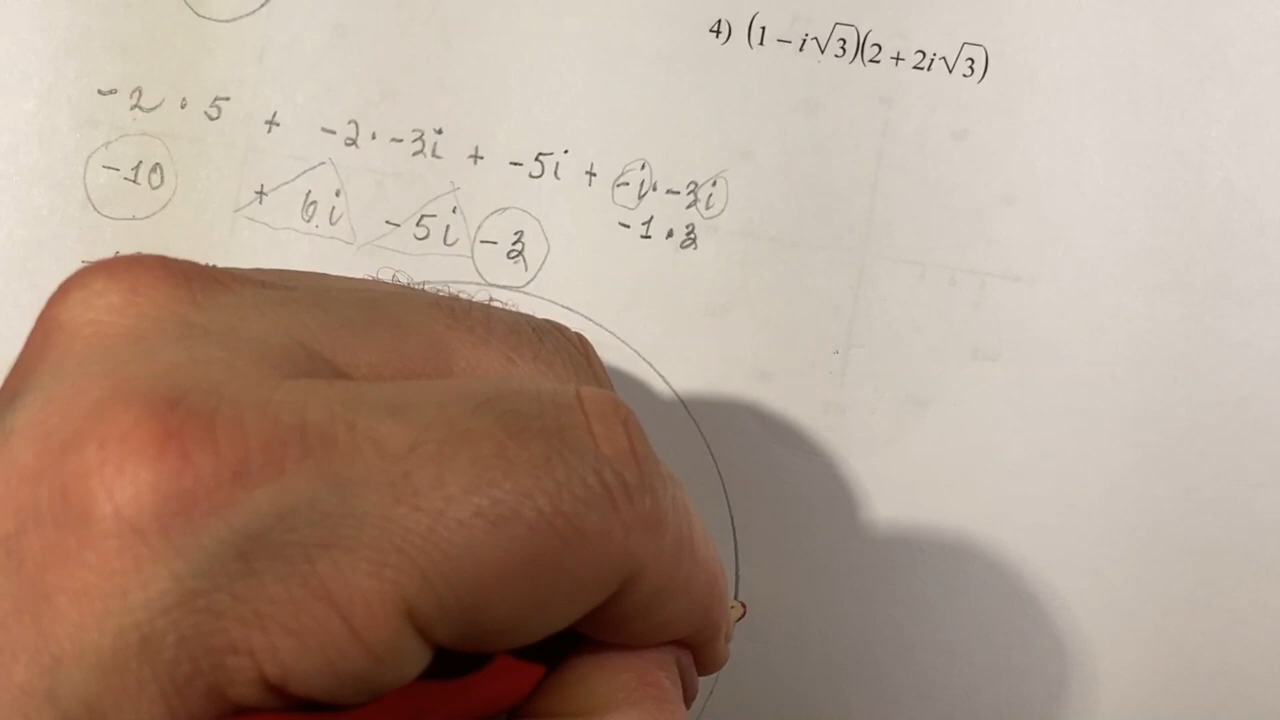 4) (1 − i√3)(2 + 2i√3)
-2 · 5 + -2 · -3i + -5i + -i · -3i
-10 + 6i -5i -3 -1 · 3